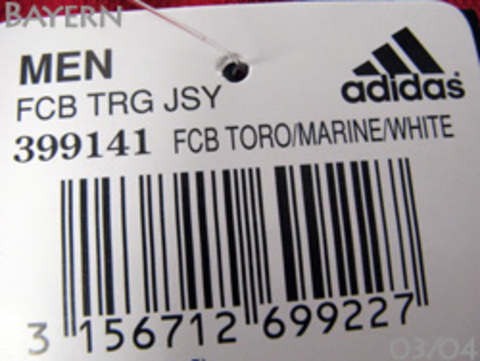 BAYERN
MEN
adidas
FCB TRG JSY
399141 FCB TORO/MARINE/WHITE
3 156712 699227
03/04